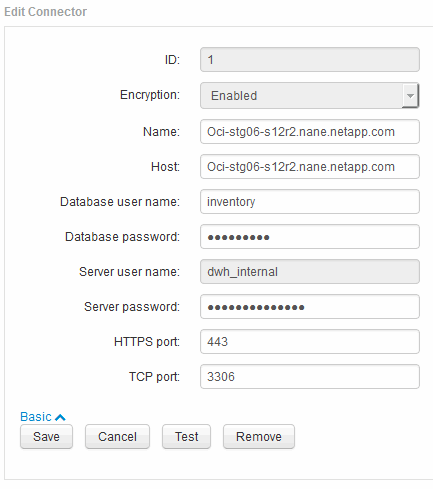 Edit Connector
ID: 1
Encryption: Enabled
Name: Oci-stg06-s12r2.nane.netapp.com
Host: Oci-stg06-s12r2.nane.netapp.com
Database user name: inventory
Database password: ●●●●●●●●●
Server user name: dwh_internal
Server password: ●●●●●●●●●●●●●●
HTTPS port: 443
TCP port: 3306
Basic
Save Cancel Test Remove